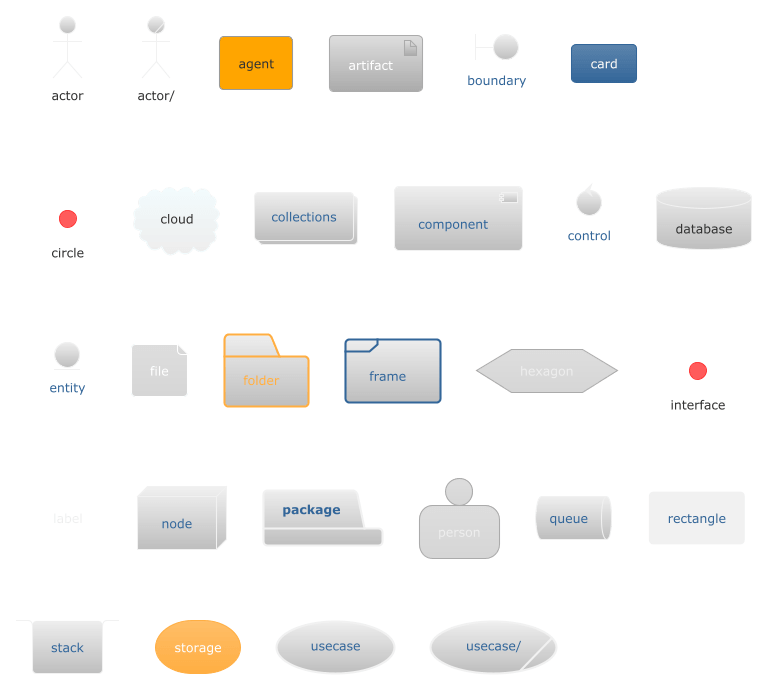 actor
actor/
agent
artifact
boundary
card
circle
cloud
collections
component
control
database
entity
file
folder
frame
hexagon
interface
label
node
package
person
queue
rectangle
stack
storage
usecase
usecase/